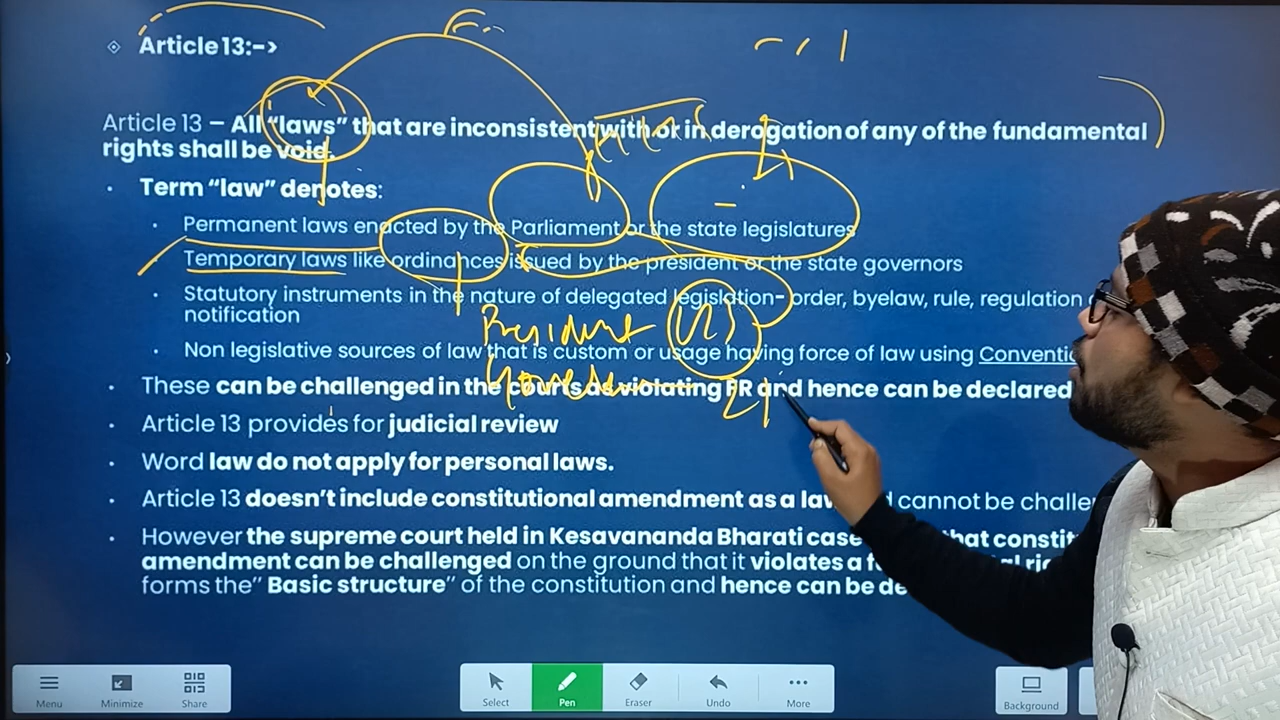 Article 13:->
Article 13 – All “laws” that are inconsistent with or in derogation of any of the fundamental
rights shall be void.
Term “law” denotes:
Permanent laws enacted by the Parliament or the state legislatures
Temporary laws like ordinances issued by the president or the state governors
Statutory instruments in the nature of delegated legislation- order, byelaw, rule, regulation
notification
President 123
Non legislative sources of law that is custom or usage having force of law using
These can be challenged in the courts as violating FR and hence can be declared
Governor 21
Article 13 provides for judicial review
Word law do not apply for personal laws.
Article 13 doesn’t include constitutional amendment as a law cannot be
However the supreme court held in Kesavananda Bharati case that
amendment can be challenged on the ground that it violates a
forms the” Basic structure” of the constitution and hence can be
Menu
Minimize
Share
Select
Pen
Eraser
Undo
More
Background